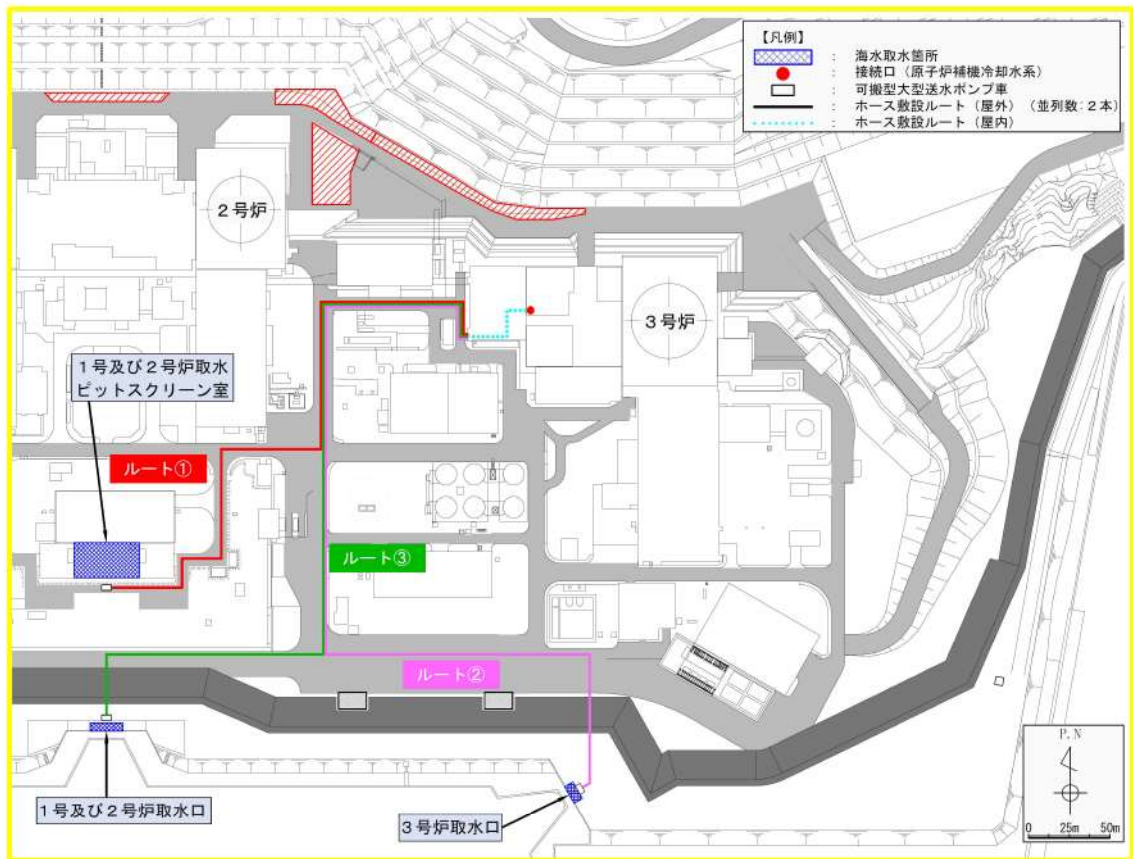 【凡例】
： 海水取水箇所
： 接続口（原子炉補機冷却水系）
： 可搬型大型送水ポンプ車
： ホース敷設ルート（屋外）（並列数：２本）
： ホース敷設ルート（屋内）
２号炉
３号炉
１号及び２号炉取水
ピットスクリーン室
ルート①
ルート③
ルート②
１号及び２号炉取水口
３号炉取水口
P.N
0 25m 50m